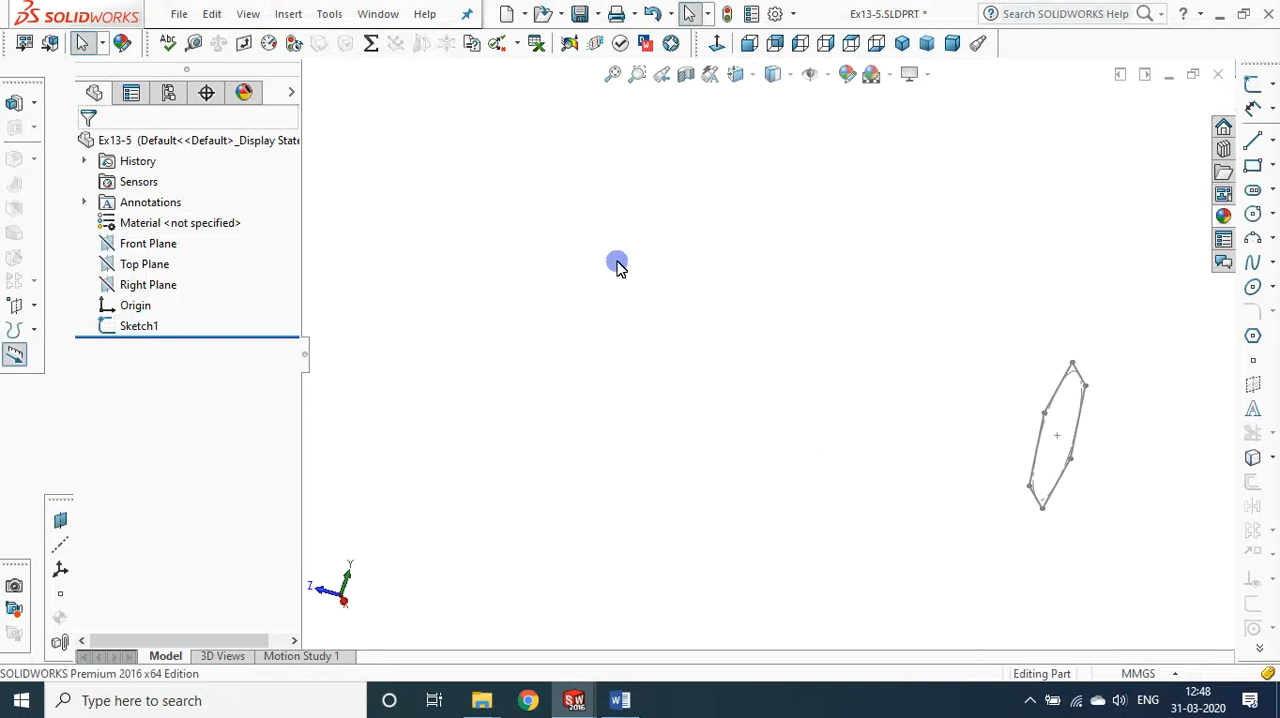 SOLIDWORKS File Edit View Insert Tools Window Help Ex13-5.SLDPRT * Search SOLIDWORKS Help
Abc
Ex13-5 (Default<<Default>_Display State
History
Sensors
Annotations
Material <not specified>
Front Plane
Top Plane
Right Plane
Origin
Sketch1
Y
Z
X
Model 3D Views Motion Study 1
SOLIDWORKS Premium 2016 x64 Edition Editing Part MMGS
Type here to search ENG 12:48
31-03-2020